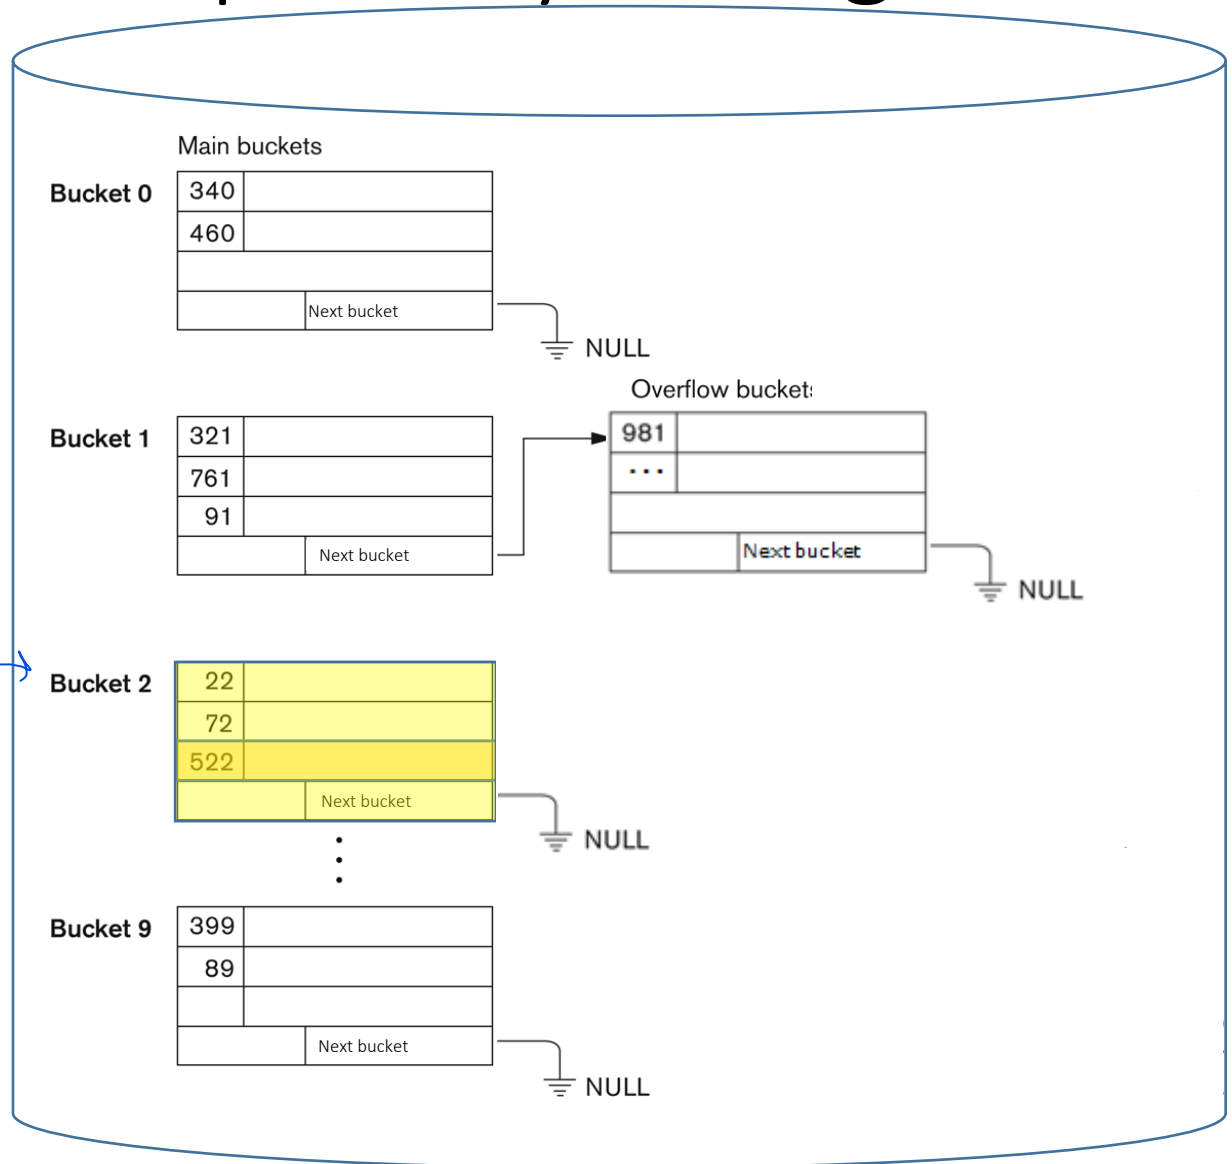 Main buckets
Bucket 0
340
460
Next bucket
NULL
Overflow bucket
Bucket 1
321
761
91
Next bucket
981
...
Next bucket
NULL
Bucket 2
22
72
522
Next bucket
NULL
Bucket 9
399
89
Next bucket
NULL